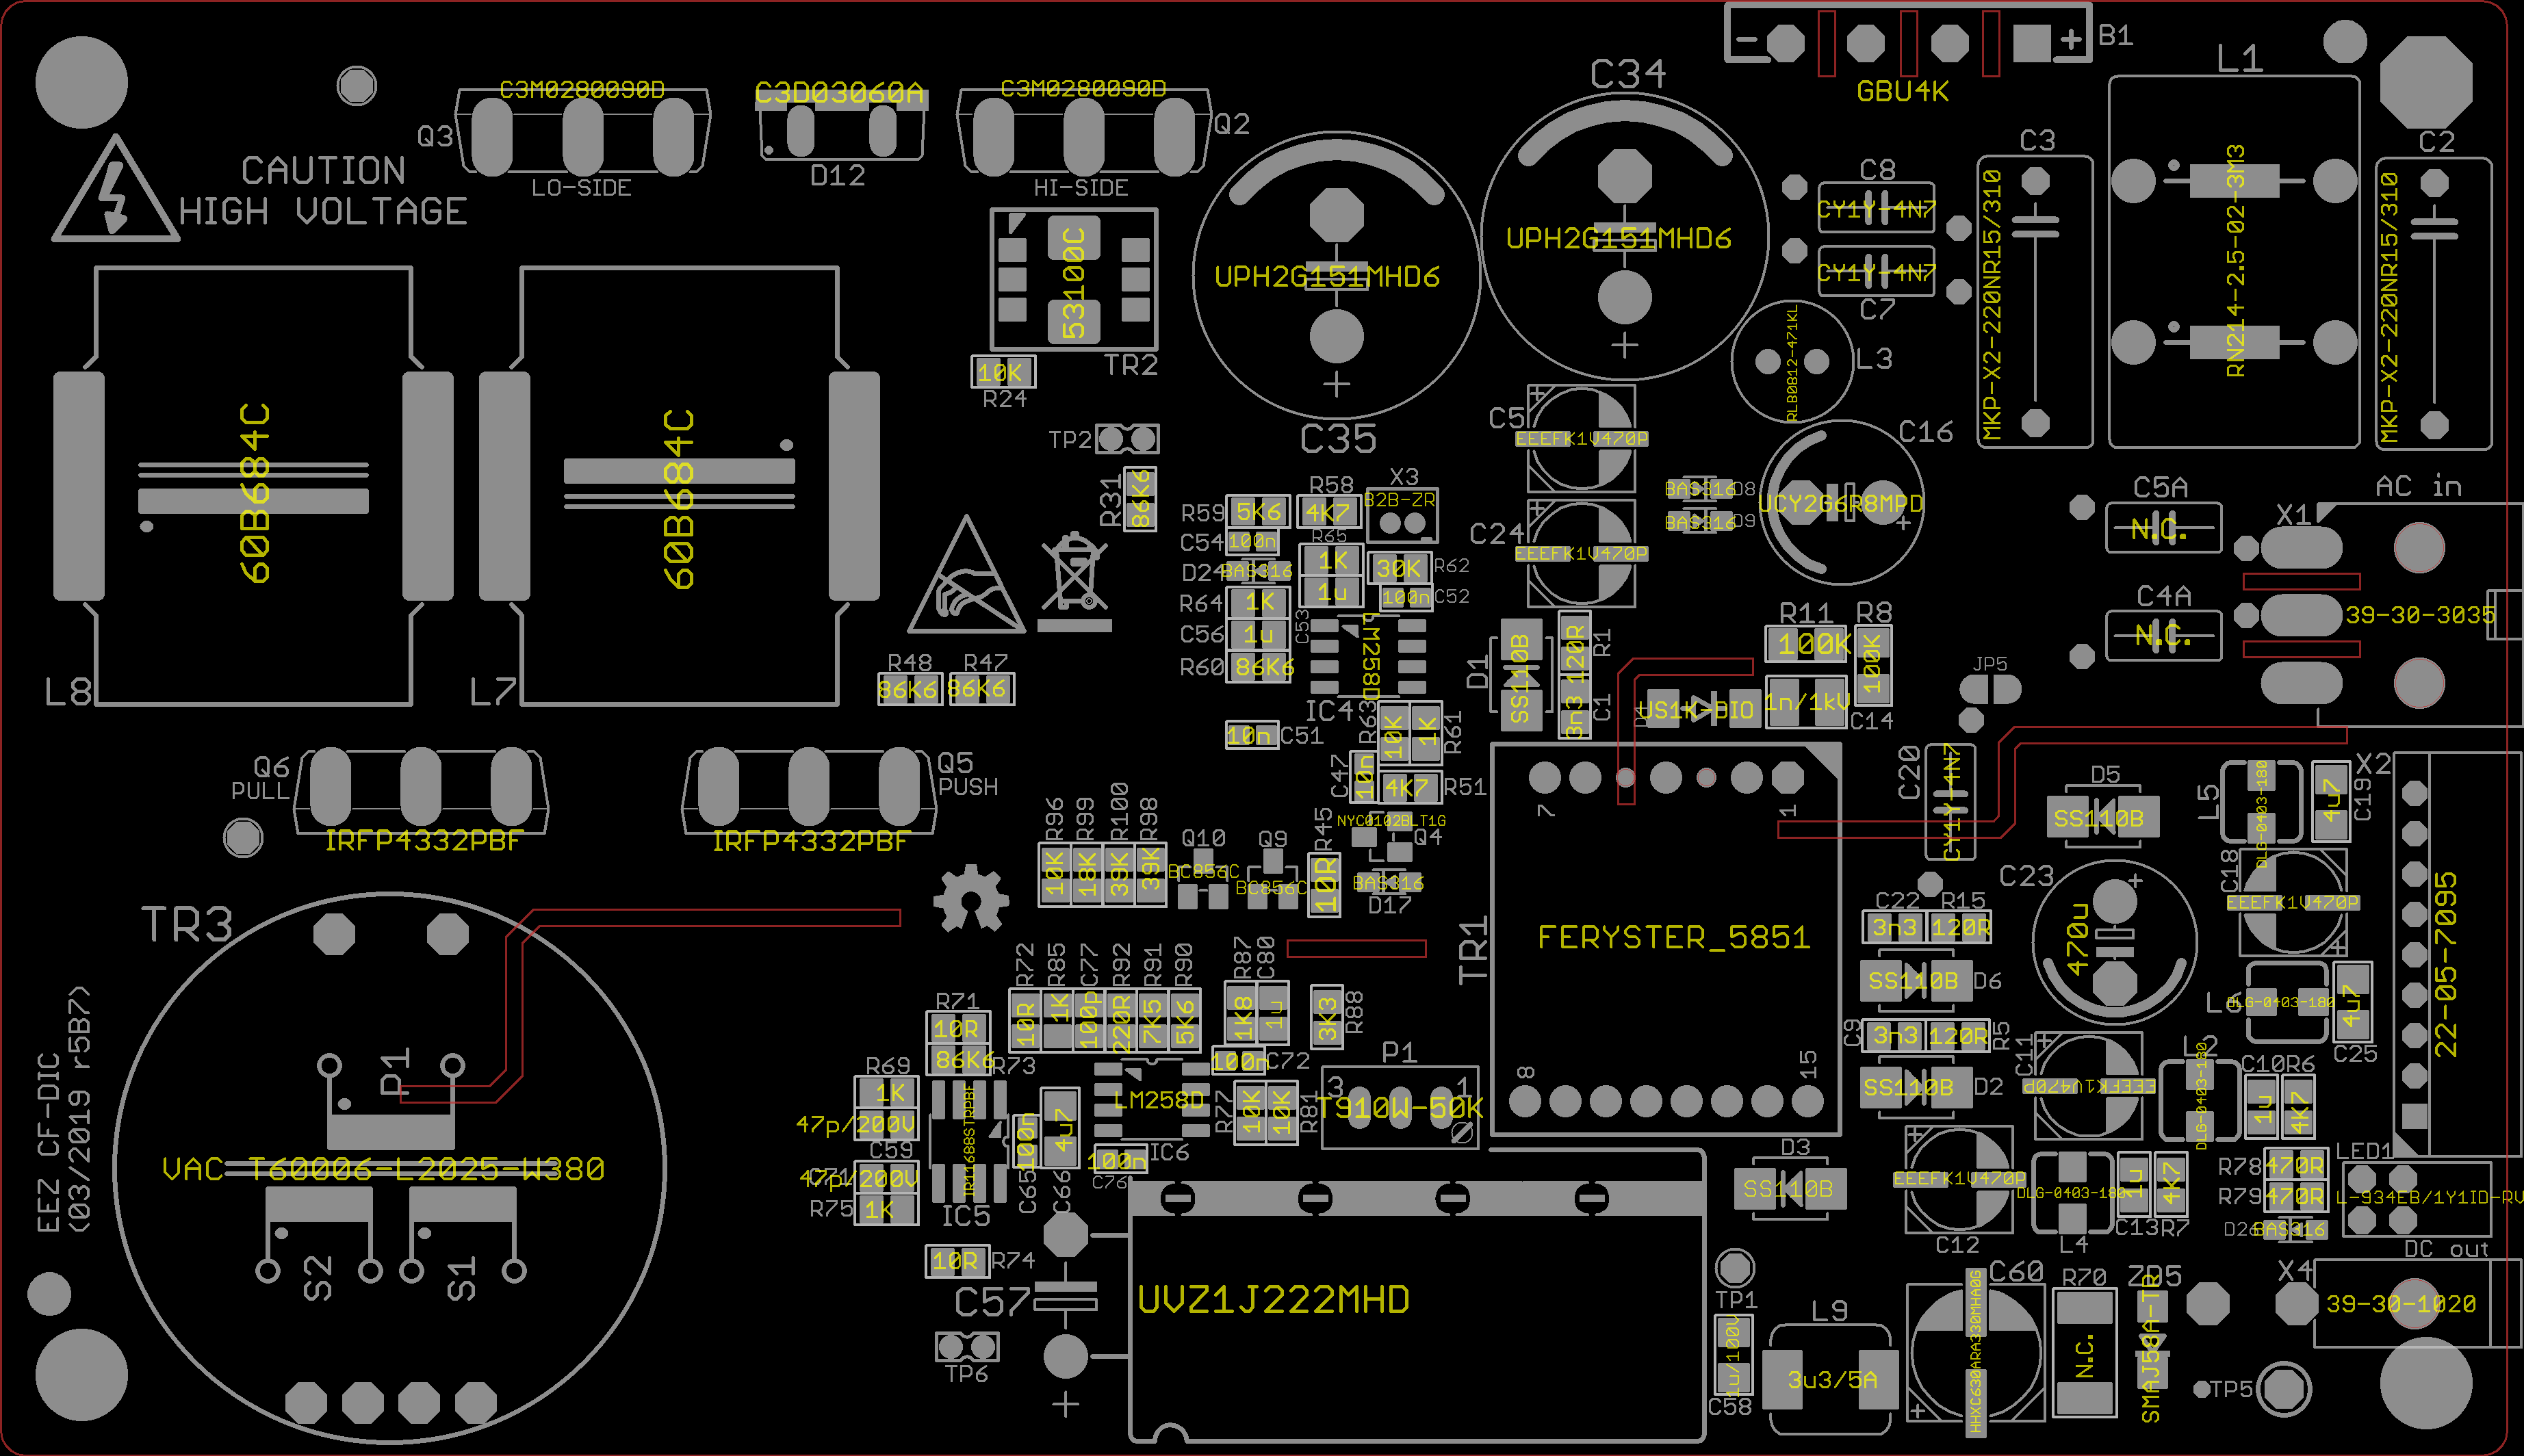 B1
- +
GBU4K
L1
C34
C3M0280090D
C3D03060A
C3M0280090D
Q3
Q2
LO-SIDE
D12
HI-SIDE
CAUTION
HIGH VOLTAGE
C3
C2
C8
CY1Y-4N7
CY1Y-4N7
C7
MKP-X2-220NR15/310
RN214-2.5-02-3M3
MKP-X2-220NR15/310
UPH2G151MHD6
UPH2G151MHD6
53100C
TR2
10K
R24
RLB0812-471KL
L3
+
+
C35
TP2
C5
EEEFK1V470P
C16
UCY2G6R8MPD
+
60B684C
60B684C
L8
L7
R31
86K6
X3
B2B-ZR
R58
4K7
R59
5K6
C54
100n
R65
1K
D24
BAS316
30K
R62
R64
1K
1u
100n
C52
C56
1u
C53
R60
86K6
LM258D
IC4
C24
EEEFK1V470P
BAS316
D8
BAS316
D9
C5A
N.C.
AC in
X1
C4A
N.C.
39-30-3035
R48
R47
86K6
86K6
D1
SS110B
120R
R1
3n3
C1
R11
R8
100K
100K
US1K-DIO
1n/1kV
C14
JP5
10n
C51
R63
10K
1K
R61
C47
10n
4K7
R51
Q6
PULL
IRFP4332PBF
Q5
PUSH
IRFP4332PBF
R96
R99
R100
R98
10K
18K
39K
39K
Q10
BC856C
Q9
BC856C
R45
10R
NYC0102BLT1G
Q4
BAS316
D17
7
1
TR1
FERYSTER_5851
8
15
C20
CY1Y-4N7
D5
SS110B
L5
DLG-0403-180
4u7
C19
X2
22-05-7095
C18
EEEFK1V470P
C23
470u
+
C22
R15
3n3
120R
SS110B
D6
C9
3n3
120R
R5
SS110B
D2
L6
DLG-0403-180
4u7
C25
C11
EEEFK1V470P
L2
DLG-0403-180
C10
R6
1u
4K7
TR3
D1
VAC-T60006-L2025-W380
S2
S1
EEZ CF-DIC
(03/2019 r5B7)
R72
R85
C77
R92
R91
R90
10R
1K
100p
220R
7K5
5K6
R87
C80
1K8
1u
3K3
R88
R71
10R
86K6
R73
R69
1K
47p/200V
C59
C71
47p/200V
R75
1K
IR11688STRPBF
IC5
100n
C65
4u7
C66
LM258D
IC6
100n
C76
100n
C72
R77
10K
10K
R81
P1
3
1
T910W-50K
10R
R74
C57
+
TP6
UVZ1J222MHD
D3
SS110B
TP1
1u/100V
C58
L9
3u3/5A
C12
EEEFK1V470P
+
L4
DLG-0403-180
1u
4K7
C13
R7
R78
470R
R79
470R
D26
BAS316
LED1
L-934EB/1Y1ID-RV
DC out
X4
39-30-1020
C60
HHXC630ARA330MHA0G
+
R70
N.C.
ZD5
SMAJ58A-TR
TP5